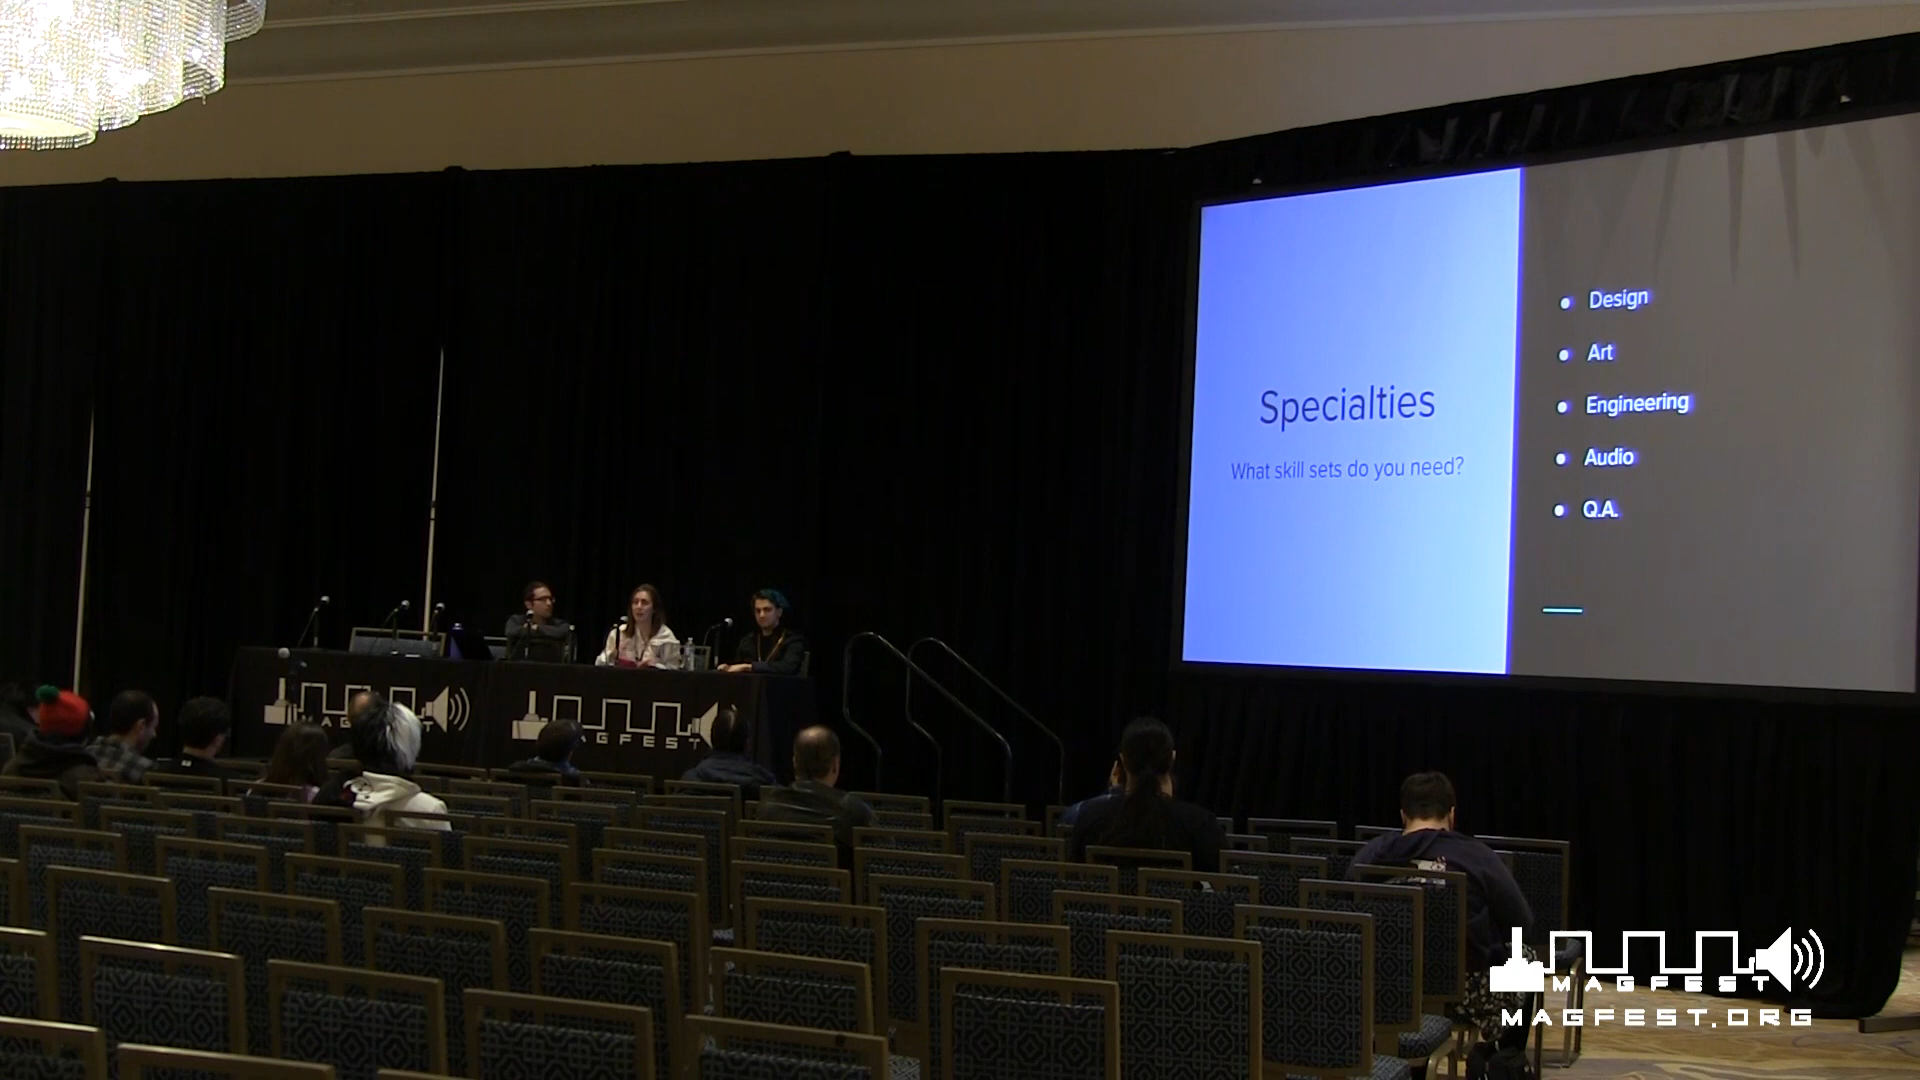 Specialties
What skill sets do you need?
Design
Art
Engineering
Audio
Q.A.
MAGFEST
MAGFEST
MAGFEST
MAGFEST.ORG